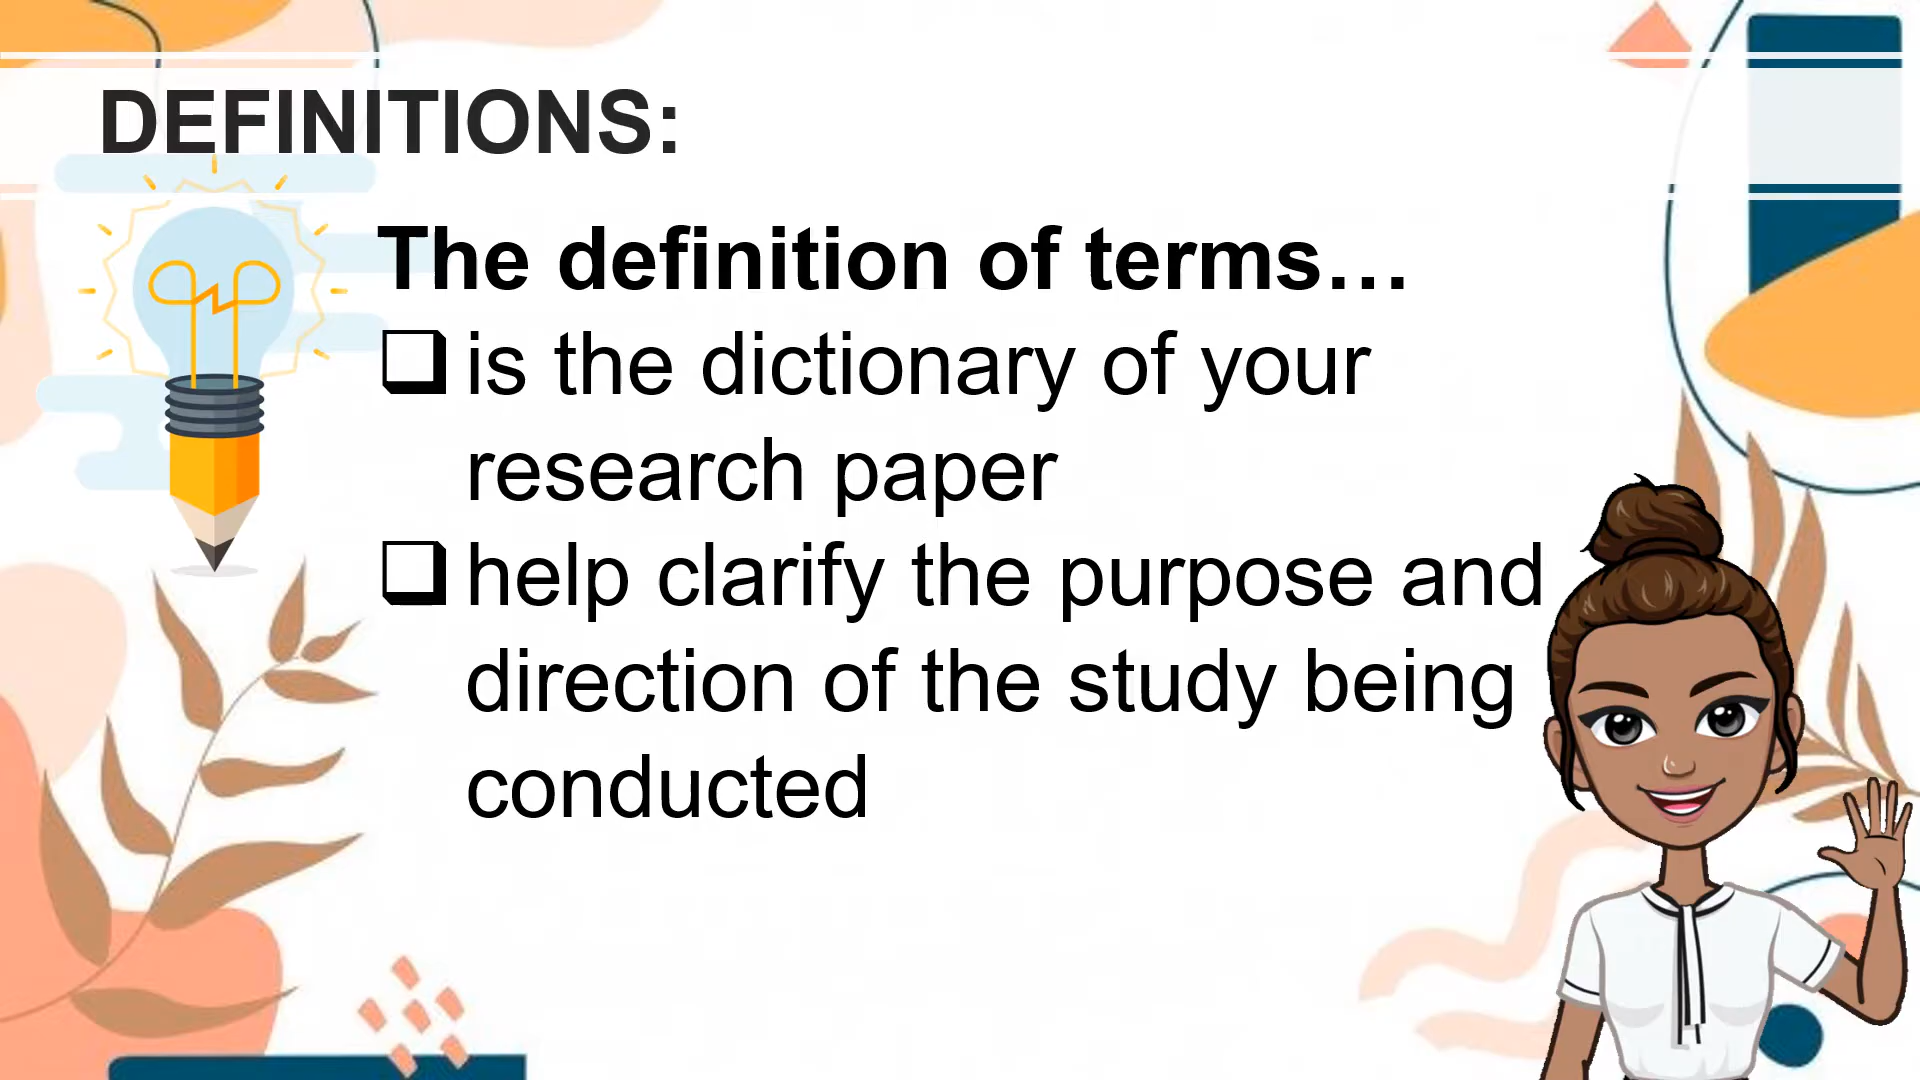 DEFINITIONS:
The definition of terms…
❑ is the dictionary of your
research paper
❑ help clarify the purpose and
direction of the study being
conducted